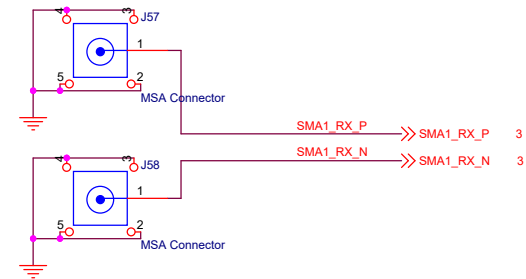 4 3 J57
1
5 2
MSA Connector
SMA1_RX_P SMA1_RX_P 3
SMA1_RX_N SMA1_RX_N 3
4 3 J58
1
5 2
MSA Connector